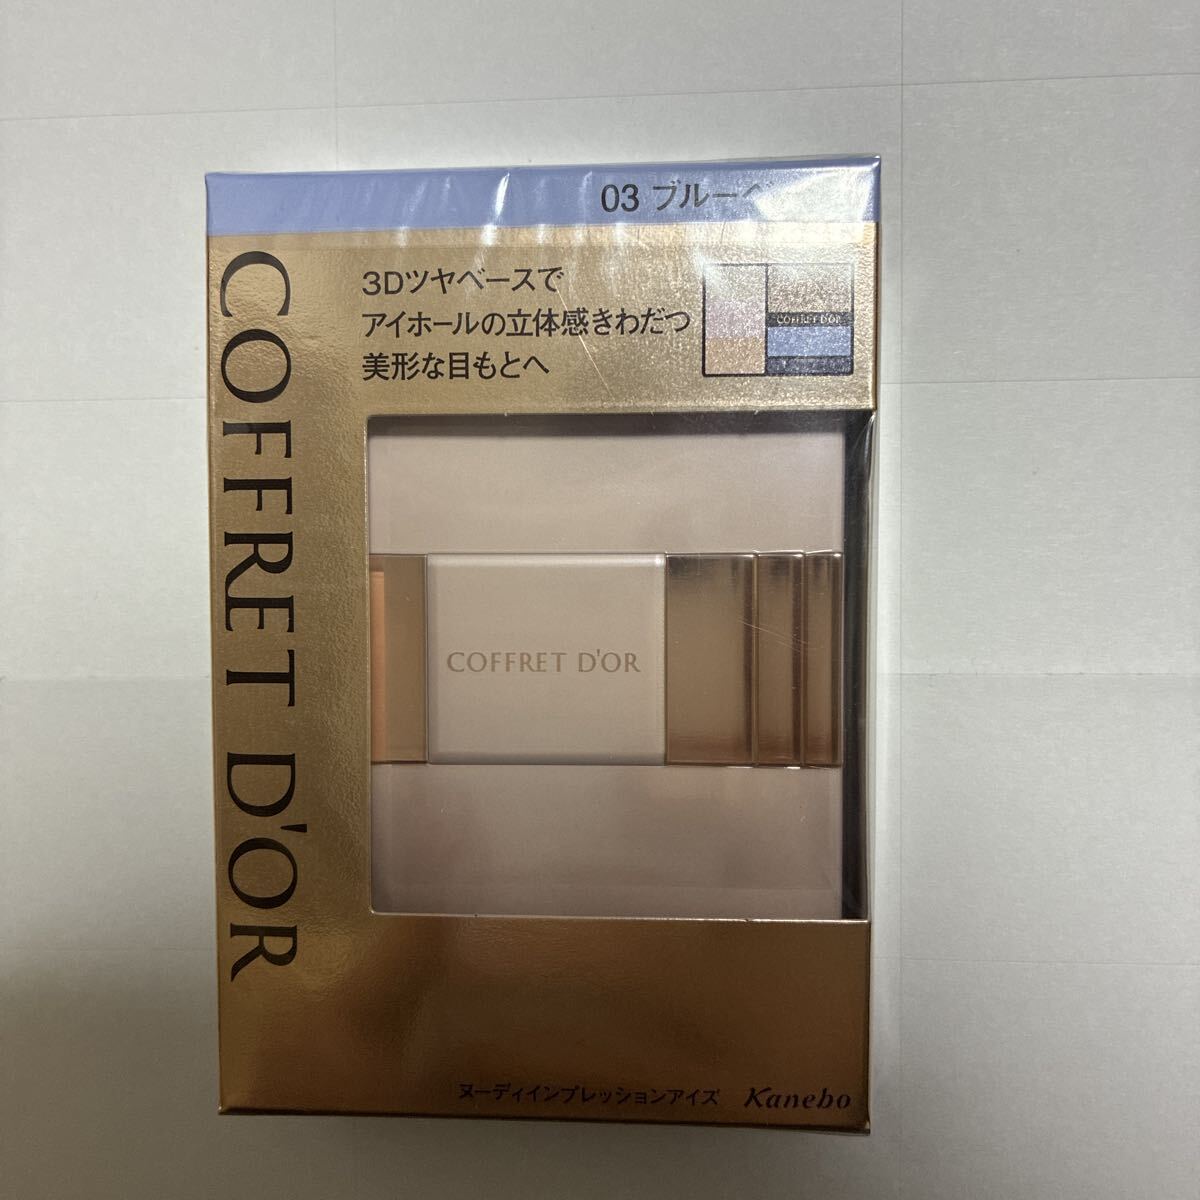 03 ブルーベ
COFFRET D'OR
3Dツヤベースで
アイホールの立体感きわだつ
美形な目もとへ
COFFRET D'OR
COFFRET D'OR
ヌーディインプレッションアイズ Kanebo